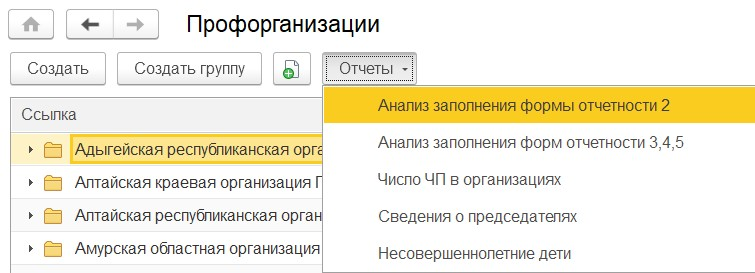 Профорганизации
Создать
Создать группу
Отчеты
Ссылка
Адыгейская республиканская орга
Алтайская краевая организация
Алтайская республиканская орган
Амурская областная организация
Анализ заполнения формы отчетности 2
Анализ заполнения форм отчетности 3,4,5
Число ЧП в организациях
Сведения о председателях
Несовершеннолетние дети